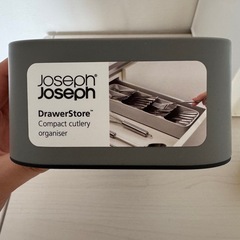 Joseph®
Joseph
DrawerStore™
Compact cutlery
organiser